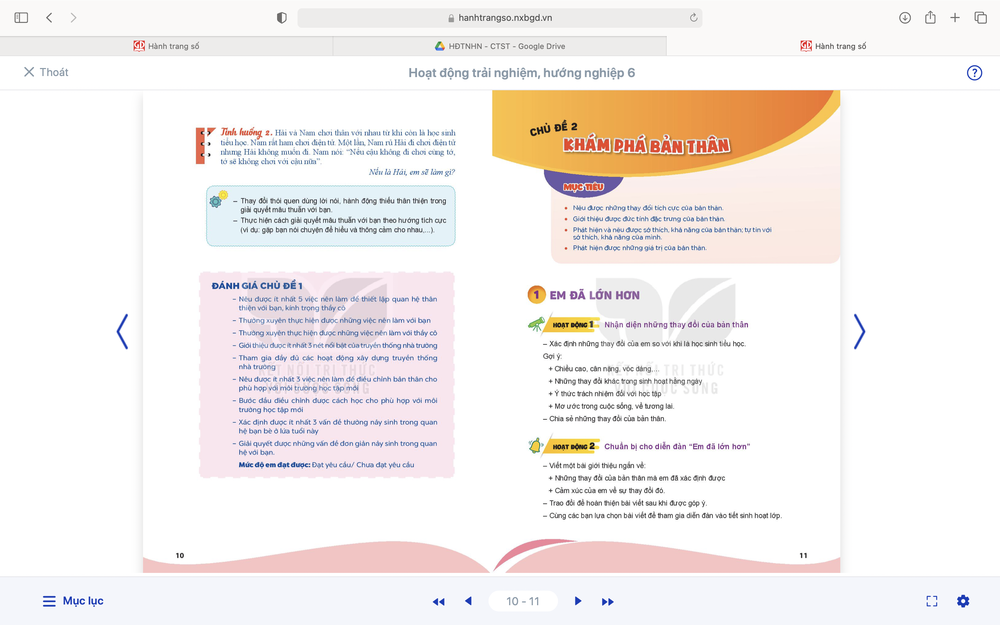 hanhtrangso.nxbgd.vn
Hành trang số
HĐTNHN - CTST - Google Drive
Hành trang số
Thoát
Hoạt động trải nghiệm, hướng nghiệp 6
?
Tình huống 2. Hải và Nam chơi thân với nhau từ khi còn là học sinh
tiểu học. Nam rất ham chơi điện tử. Một lần, Nam rủ Hải đi chơi điện tử
nhưng Hải không muốn đi. Nam nói: “Nếu cậu không đi chơi cùng tớ,
tớ sẽ không chơi với cậu nữa”.
Nếu là Hải, em sẽ làm gì?
– Thay đổi thói quen dùng lời nói, hành động thiếu thân thiện trong
giải quyết mâu thuẫn với bạn.
– Thực hiện cách giải quyết mâu thuẫn với bạn theo hướng tích cực
(ví dụ: gặp bạn nói chuyện để hiểu và thông cảm cho nhau,...).
ĐÁNH GIÁ CHỦ ĐỀ 1
– Nêu được ít nhất 5 việc nên làm để thiết lập quan hệ thân
thiện với bạn, kính trọng thầy cô
– Thường xuyên thực hiện được những việc nên làm với bạn
– Thường xuyên thực hiện được những việc nên làm với thầy cô
– Giới thiệu được ít nhất 3 nét nổi bật của truyền thống nhà trường
– Tham gia đầy đủ các hoạt động xây dựng truyền thống
nhà trường
– Nêu được ít nhất 3 việc nên làm để điều chỉnh bản thân cho
phù hợp với môi trường học tập mới
– Bước đầu điều chỉnh được cách học cho phù hợp với môi
trường học tập mới
– Xác định được ít nhất 3 vấn đề thường nảy sinh trong quan
hệ bạn bè ở lứa tuổi này
– Giải quyết được những vấn đề đơn giản nảy sinh trong quan
hệ với bạn.
Mức độ em đạt được: Đạt yêu cầu/ Chưa đạt yêu cầu
KẾT NỐI TRI THỨC
VỚI CUỘC SỐNG
10
CHỦ ĐỀ 2
KHÁM PHÁ BẢN THÂN
MỤC TIÊU
• Nêu được những thay đổi tích cực của bản thân.
• Giới thiệu được đức tính đặc trưng của bản thân.
• Phát hiện và nêu được sở thích, khả năng của bản thân; tự tin với
sở thích, khả năng của mình.
• Phát hiện được những giá trị của bản thân.
1 EM ĐÃ LỚN HƠN
HOẠT ĐỘNG 1 Nhận diện những thay đổi của bản thân
– Xác định những thay đổi của em so với khi là học sinh tiểu học.
Gợi ý:
+ Chiều cao, cân nặng, vóc dáng,...
+ Những thay đổi khác trong sinh hoạt hằng ngày
+ Ý thức trách nhiệm đối với học tập
+ Mơ ước trong cuộc sống, về tương lai.
– Chia sẻ những thay đổi của bản thân.
HOẠT ĐỘNG 2 Chuẩn bị cho diễn đàn “Em đã lớn hơn”
– Viết một bài giới thiệu ngắn về:
+ Những thay đổi của bản thân mà em đã xác định được
+ Cảm xúc của em về sự thay đổi đó.
– Trao đổi để hoàn thiện bài viết sau khi được góp ý.
– Cùng các bạn lựa chọn bài viết để tham gia diễn đàn vào tiết sinh hoạt lớp.
KẾT NỐI TRI THỨC
VỚI CUỘC SỐNG
11
Mục lục
10 - 11